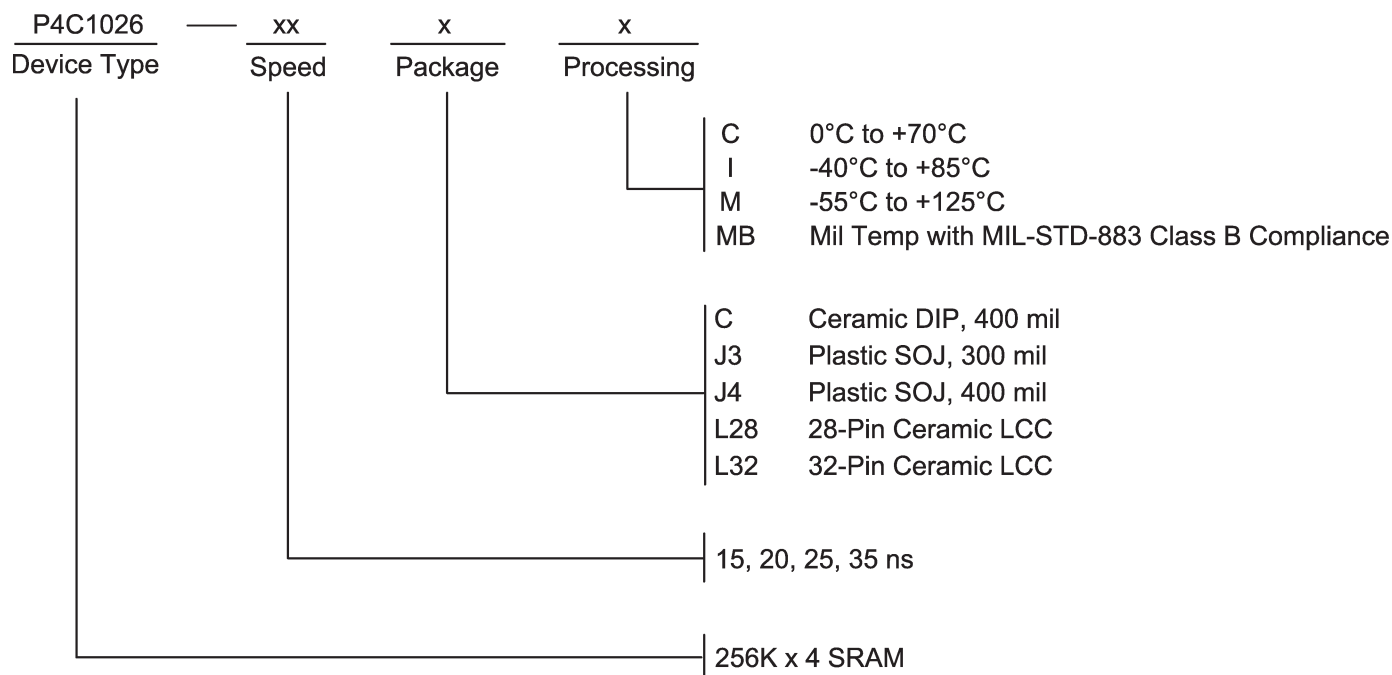 P4C1026 — xx x x
Device Type Speed Package Processing
C 0°C to +70°C
I -40°C to +85°C
M -55°C to +125°C
MB Mil Temp with MIL-STD-883 Class B Compliance
C Ceramic DIP, 400 mil
J3 Plastic SOJ, 300 mil
J4 Plastic SOJ, 400 mil
L28 28-Pin Ceramic LCC
L32 32-Pin Ceramic LCC
15, 20, 25, 35 ns
256K x 4 SRAM